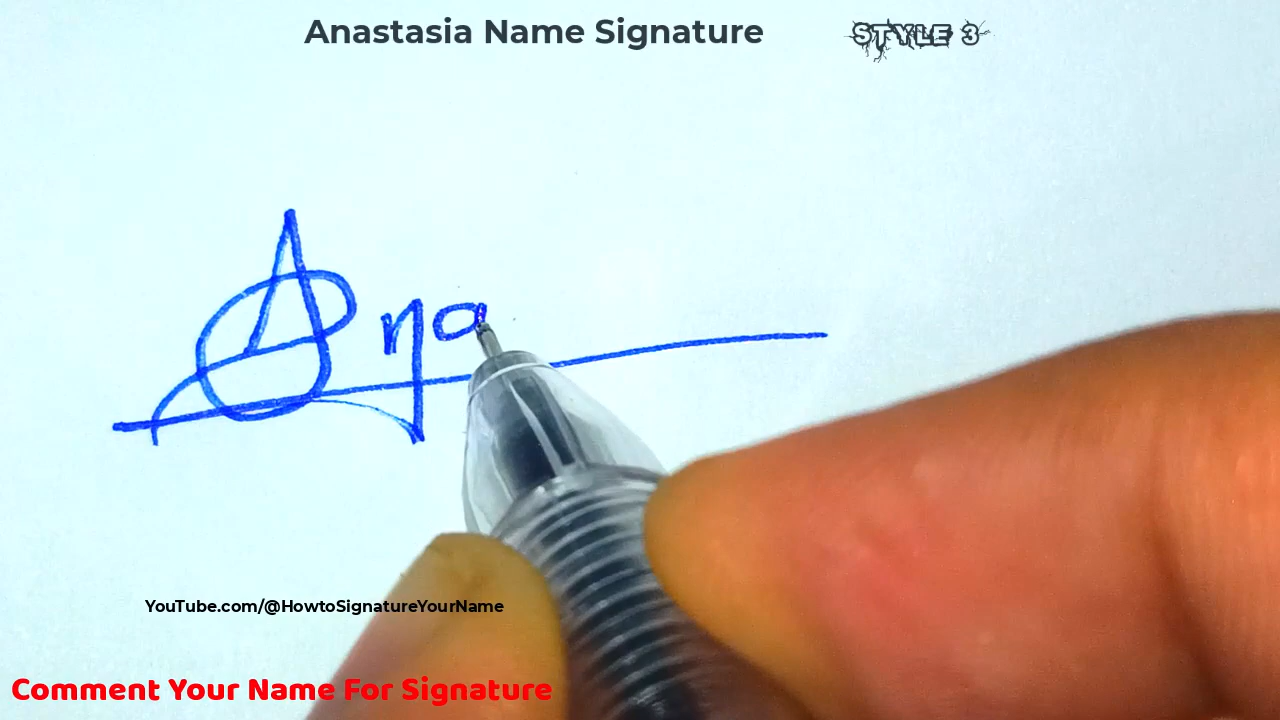 Anastasia Name Signature STYLE 3
Ana
YouTube.com/@HowtoSignatureYourName
Comment Your Name For Signature